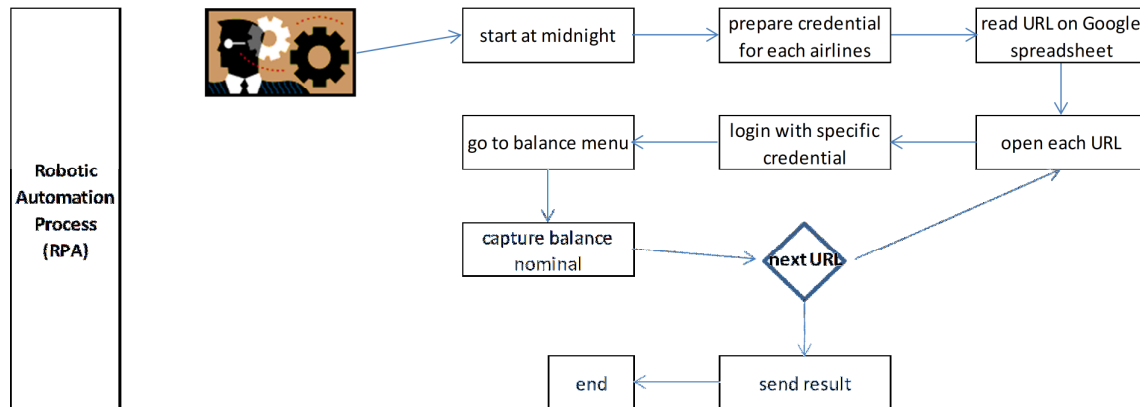 start at midnight
prepare credential
for each airlines
read URL on Google
spreadsheet
go to balance menu
login with specific
credential
open each URL
Robotic
Automation
Process
(RPA)
capture balance
nominal
next URL
end
send result